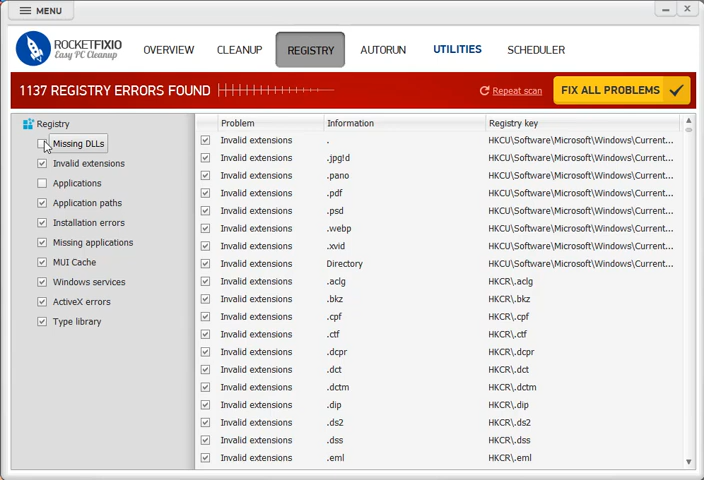 MENU
ROCKETFIXIO
Easy PC Cleanup
OVERVIEW CLEANUP REGISTRY AUTORUN UTILITIES SCHEDULER
1137 REGISTRY ERRORS FOUND Repeat scan FIX ALL PROBLEMS
Registry
Missing DLLs
Invalid extensions
Applications
Application paths
Installation errors
Missing applications
MUI Cache
Windows services
ActiveX errors
Type library
Problem Information Registry key
Invalid extensions . HKCU\Software\Microsoft\Windows\Current...
Invalid extensions .jpg!d HKCU\Software\Microsoft\Windows\Current...
Invalid extensions .pano HKCU\Software\Microsoft\Windows\Current...
Invalid extensions .pdf HKCU\Software\Microsoft\Windows\Current...
Invalid extensions .psd HKCU\Software\Microsoft\Windows\Current...
Invalid extensions .webp HKCU\Software\Microsoft\Windows\Current...
Invalid extensions .xvid HKCU\Software\Microsoft\Windows\Current...
Invalid extensions Directory HKCU\Software\Microsoft\Windows\Current...
Invalid extensions .aclg HKCR\.aclg
Invalid extensions .bkz HKCR\.bkz
Invalid extensions .cpf HKCR\.cpf
Invalid extensions .ctf HKCR\.ctf
Invalid extensions .dcpr HKCR\.dcpr
Invalid extensions .dct HKCR\.dct
Invalid extensions .dctm HKCR\.dctm
Invalid extensions .dip HKCR\.dip
Invalid extensions .ds2 HKCR\.ds2
Invalid extensions .dss HKCR\.dss
Invalid extensions .eml HKCR\.eml